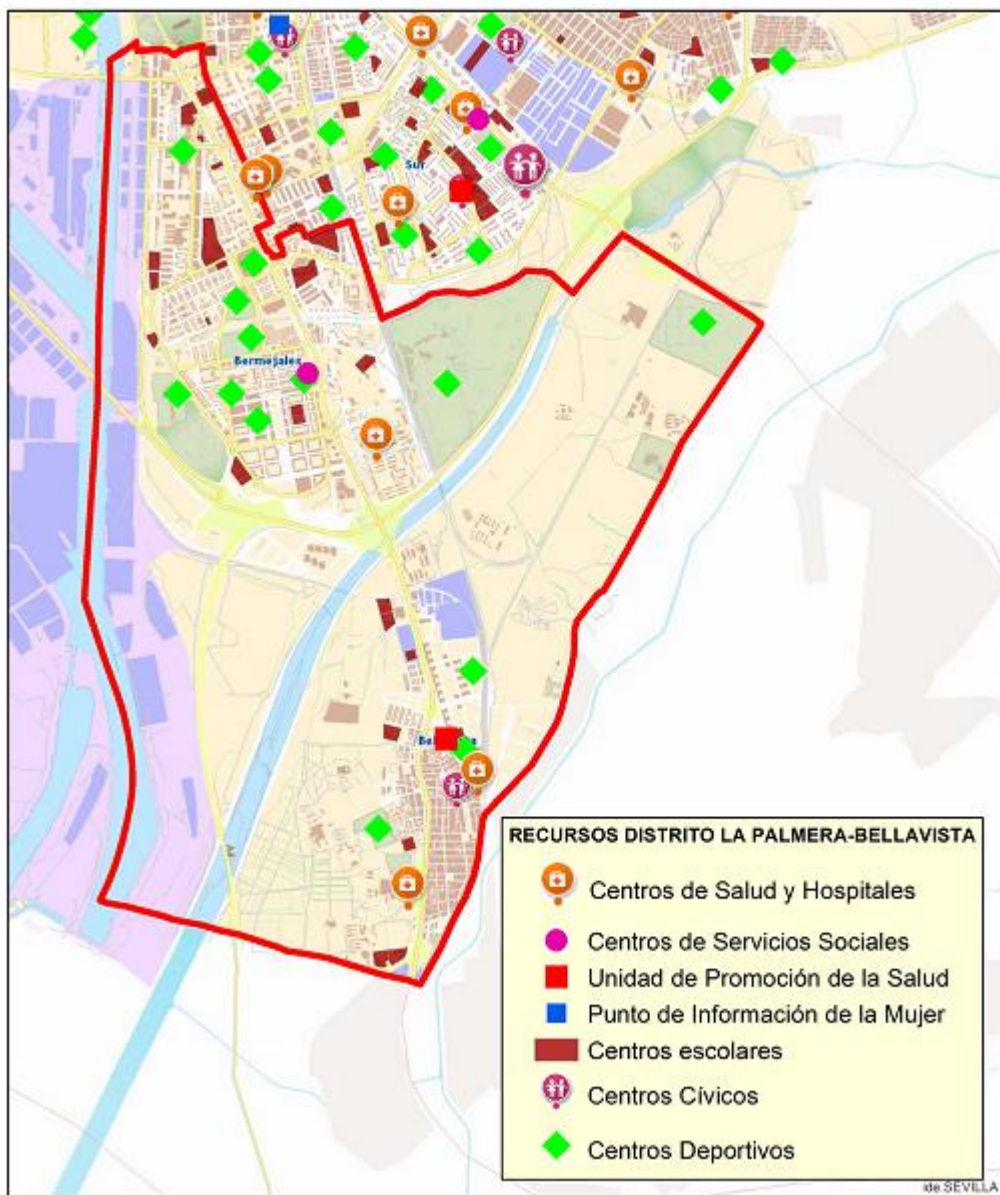 Sur
Bermejales
RECURSOS DISTRITO LA PALMERA-BELLAVISTA
Centros de Salud y Hospitales
Centros de Servicios Sociales
Unidad de Promoción de la Salud
Punto de Información de la Mujer
Centros escolares
Centros Cívicos
Centros Deportivos
ide.SEVILLA